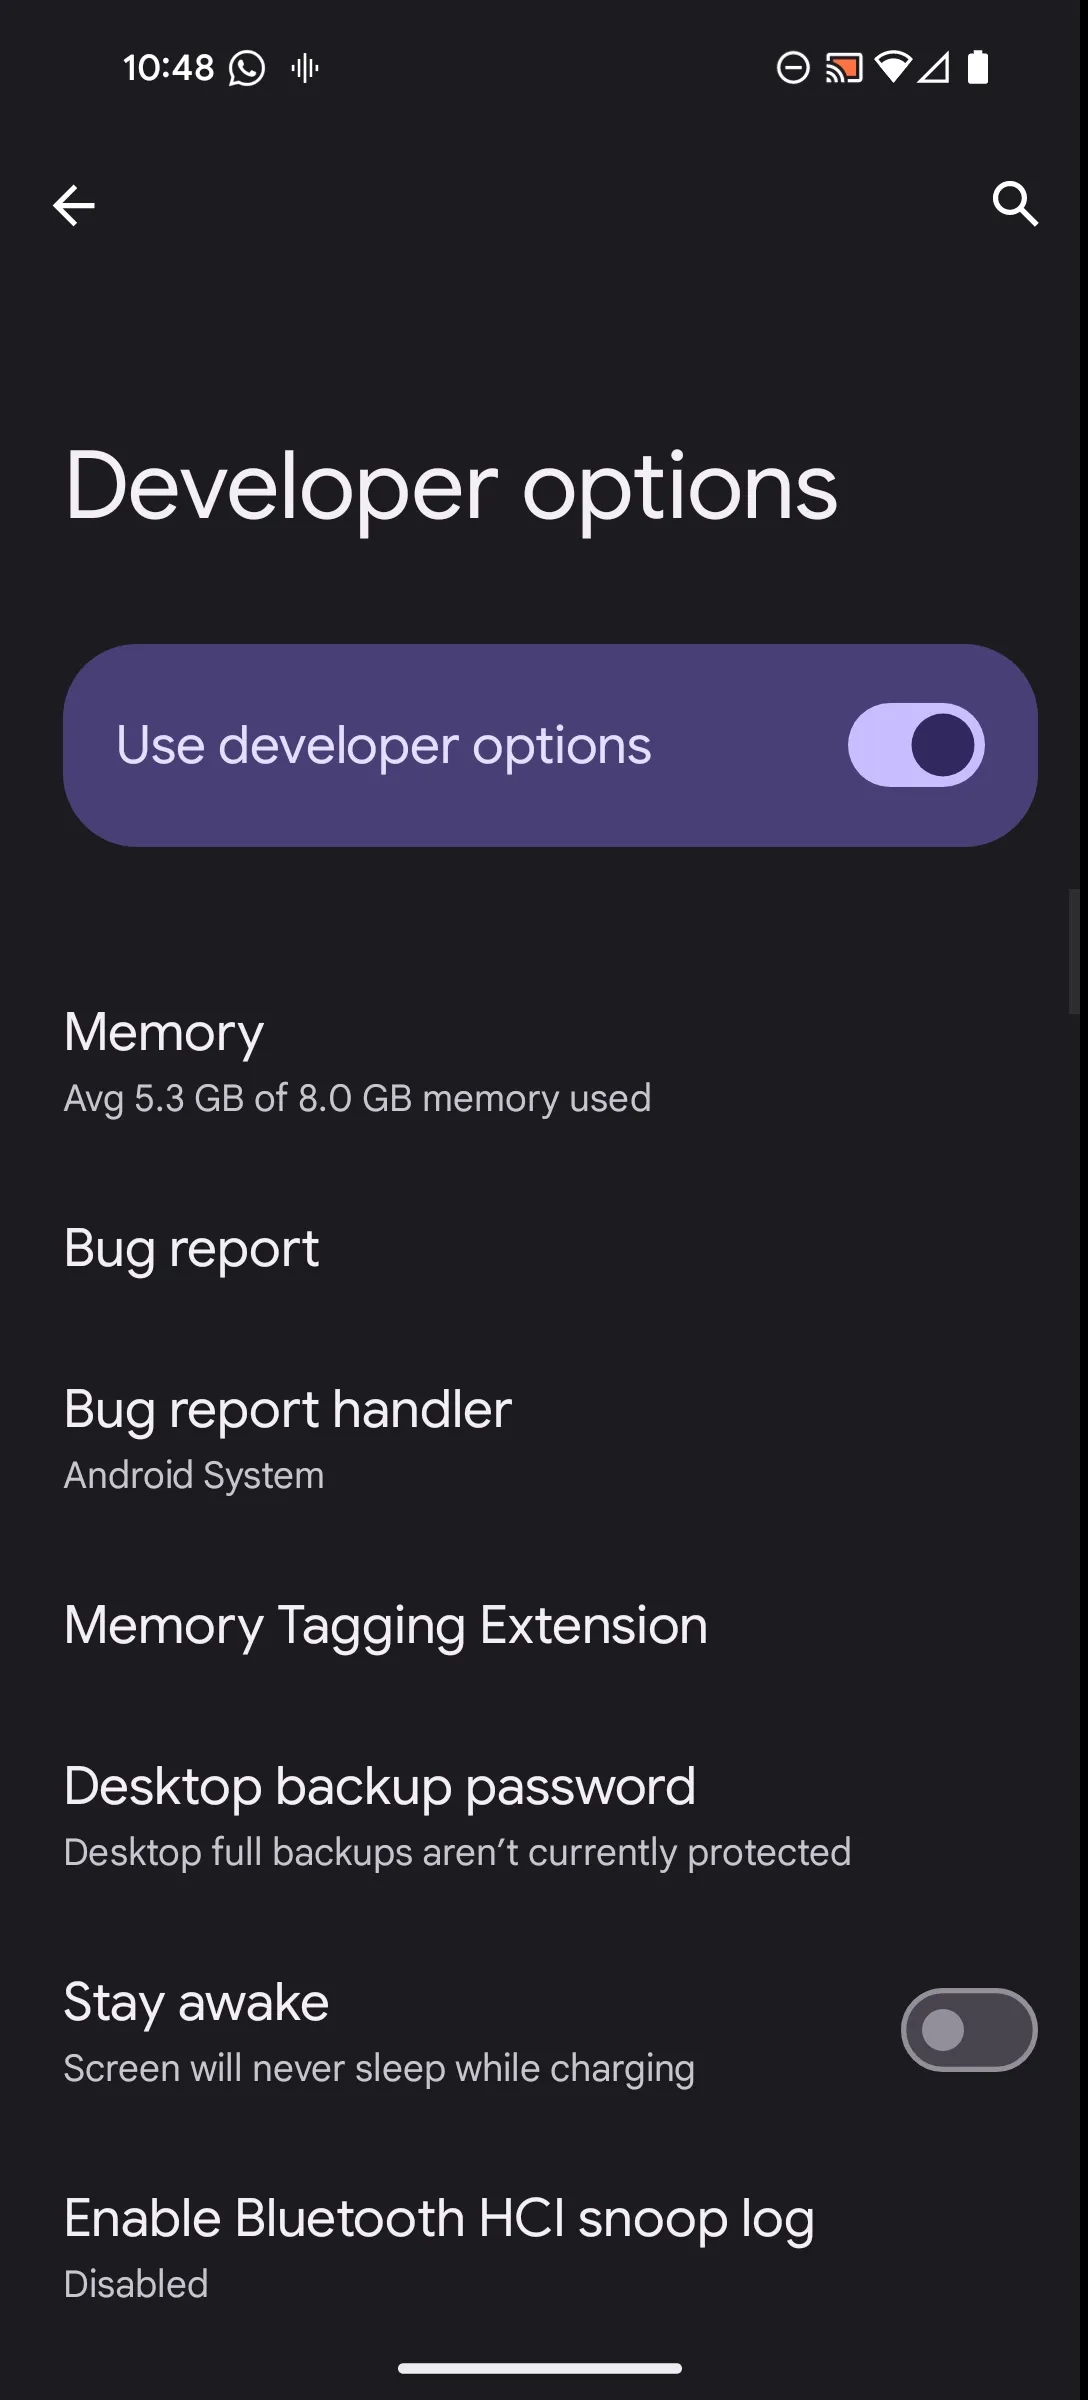 10:48
Developer options
Use developer options
Memory
Avg 5.3 GB of 8.0 GB memory used
Bug report
Bug report handler
Android System
Memory Tagging Extension
Desktop backup password
Desktop full backups aren’t currently protected
Stay awake
Screen will never sleep while charging
Enable Bluetooth HCI snoop log
Disabled